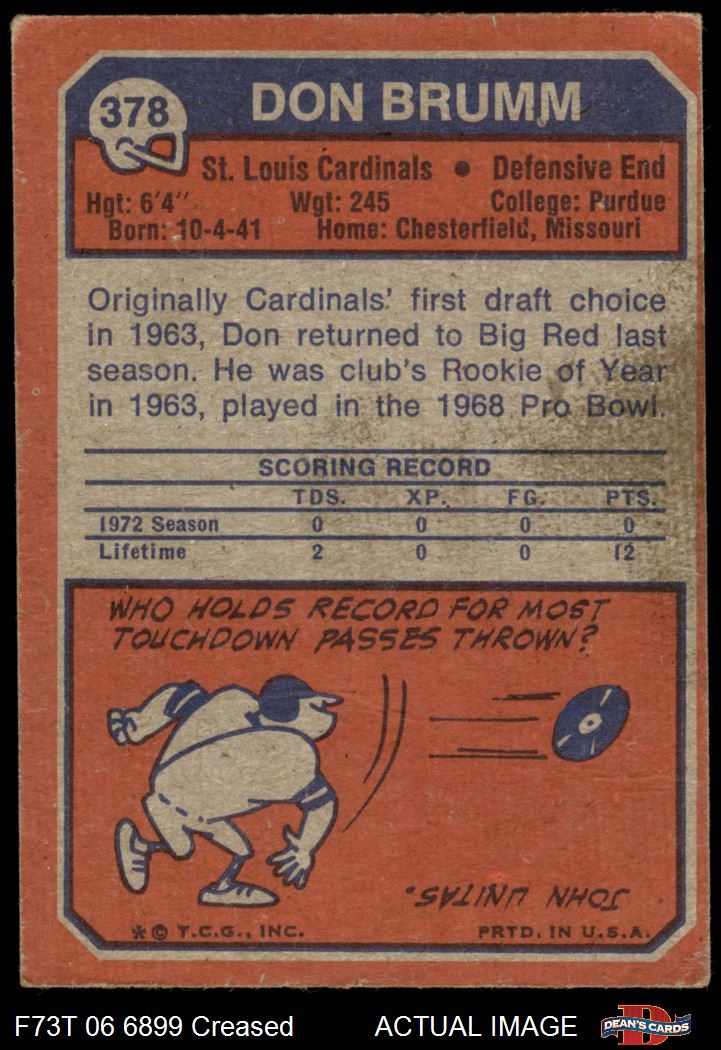 378
DON BRUMM
St. Louis Cardinals • Defensive End
Hgt: 6'4'' Wgt: 245 College: Purdue
Born: 10-4-41 Home: Chesterfield, Missouri
Originally Cardinals' first draft choice
in 1963, Don returned to Big Red last
season. He was club's Rookie of Year
in 1963, played in the 1968 Pro Bowl.
SCORING RECORD
TDS. XP. FG. PTS.
1972 Season 0 0 0 0
Lifetime 2 0 0 12
WHO HOLDS RECORD FOR MOST
TOUCHDOWN PASSES THROWN?
JOHN UNITAS.
* © T.C.G., INC. PRTD. IN U.S.A.
F73T 06 6899 Creased ACTUAL IMAGE
D
DEAN'S CARDS